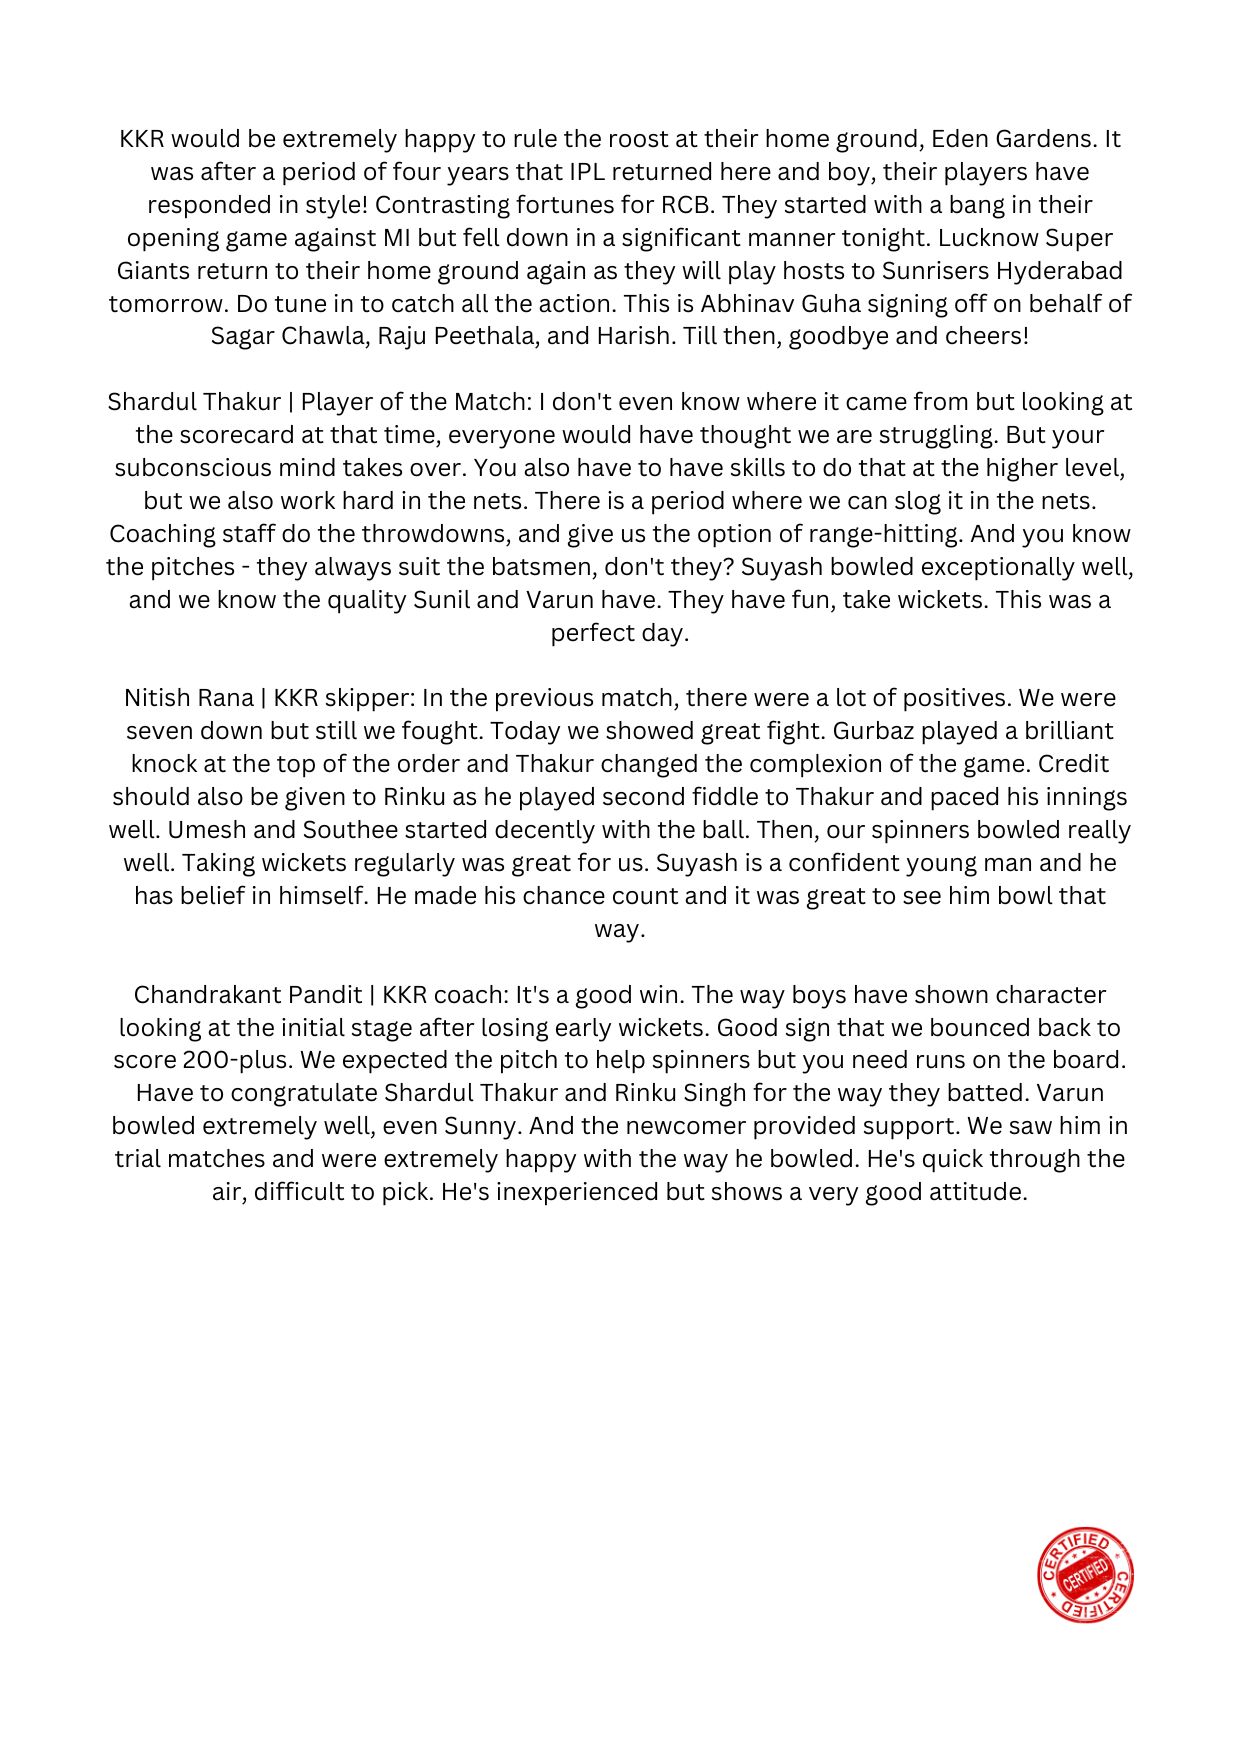 KKR would be extremely happy to rule the roost at their home ground, Eden Gardens. It
was after a period of four years that IPL returned here and boy, their players have
responded in style! Contrasting fortunes for RCB. They started with a bang in their
opening game against MI but fell down in a significant manner tonight. Lucknow Super
Giants return to their home ground again as they will play hosts to Sunrisers Hyderabad
tomorrow. Do tune in to catch all the action. This is Abhinav Guha signing off on behalf of
Sagar Chawla, Raju Peethala, and Harish. Till then, goodbye and cheers!
Shardul Thakur | Player of the Match: I don't even know where it came from but looking at
the scorecard at that time, everyone would have thought we are struggling. But your
subconscious mind takes over. You also have to have skills to do that at the higher level,
but we also work hard in the nets. There is a period where we can slog it in the nets.
Coaching staff do the throwdowns, and give us the option of range-hitting. And you know
the pitches - they always suit the batsmen, don't they? Suyash bowled exceptionally well,
and we know the quality Sunil and Varun have. They have fun, take wickets. This was a
perfect day.
Nitish Rana | KKR skipper: In the previous match, there were a lot of positives. We were
seven down but still we fought. Today we showed great fight. Gurbaz played a brilliant
knock at the top of the order and Thakur changed the complexion of the game. Credit
should also be given to Rinku as he played second fiddle to Thakur and paced his innings
well. Umesh and Southee started decently with the ball. Then, our spinners bowled really
well. Taking wickets regularly was great for us. Suyash is a confident young man and he
has belief in himself. He made his chance count and it was great to see him bowl that
way.
Chandrakant Pandit | KKR coach: It's a good win. The way boys have shown character
looking at the initial stage after losing early wickets. Good sign that we bounced back to
score 200-plus. We expected the pitch to help spinners but you need runs on the board.
Have to congratulate Shardul Thakur and Rinku Singh for the way they batted. Varun
bowled extremely well, even Sunny. And the newcomer provided support. We saw him in
trial matches and were extremely happy with the way he bowled. He's quick through the
air, difficult to pick. He's inexperienced but shows a very good attitude.
CERTIFIED
CERTIFIED
CERTIFIED
CERTIFIED